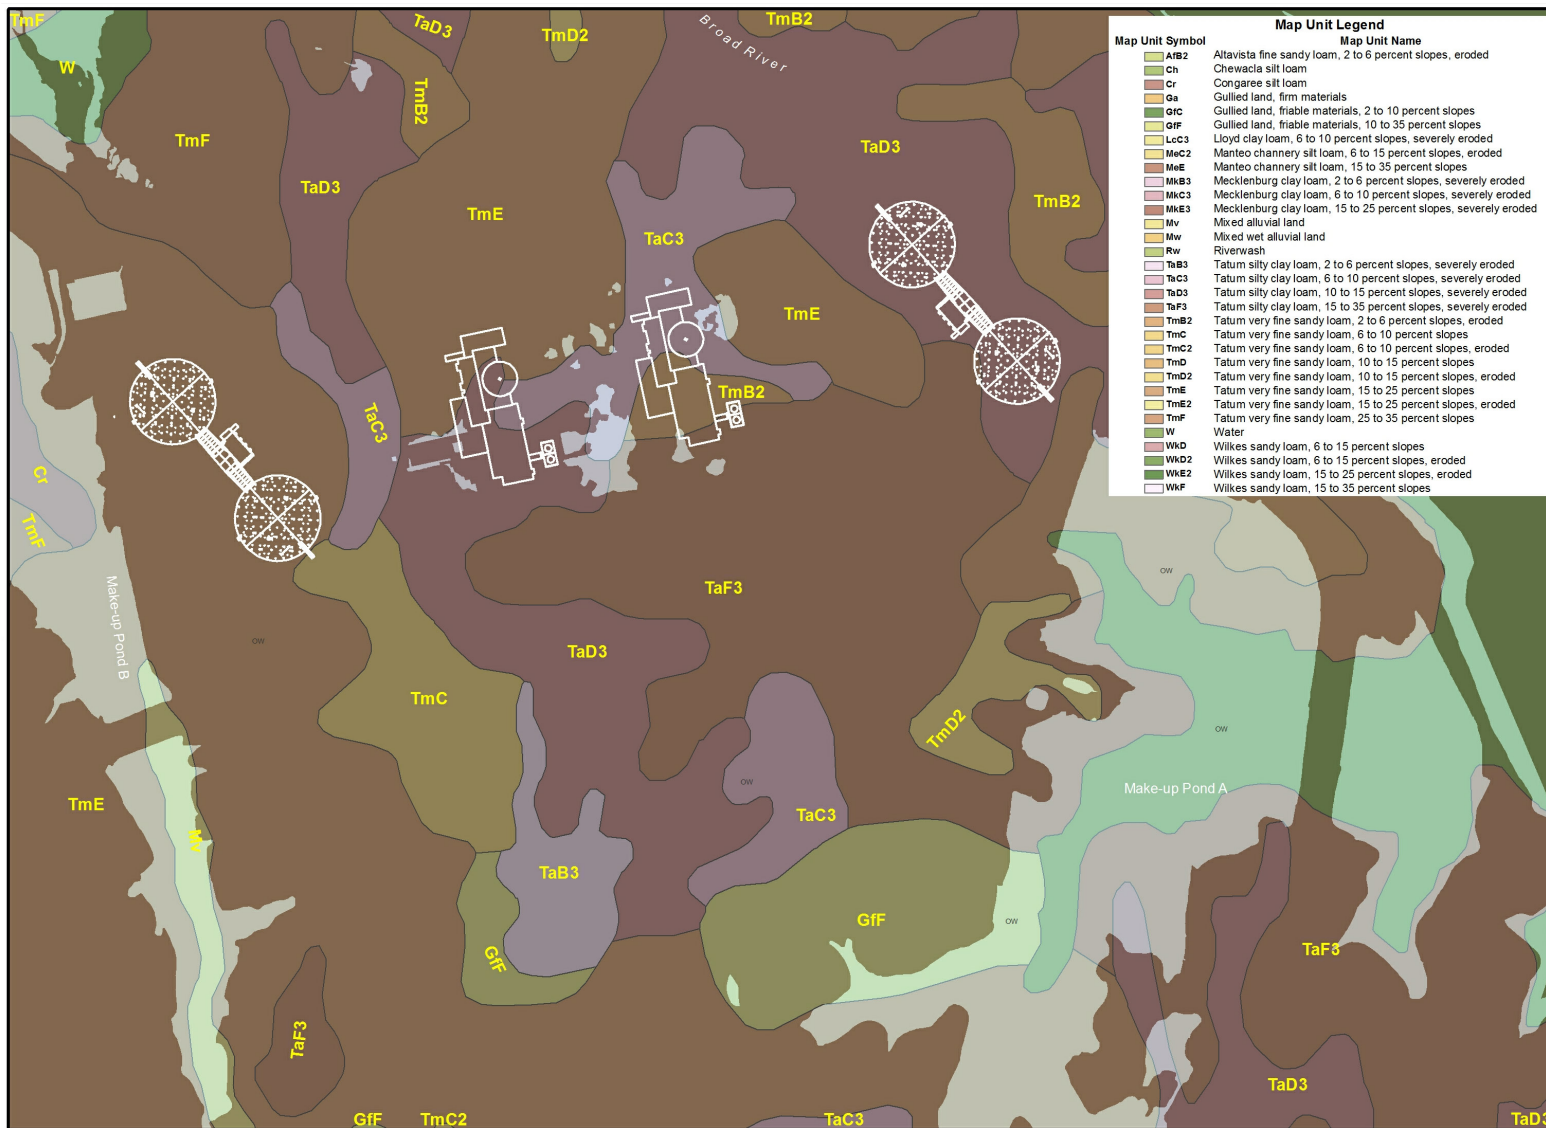 TmF
TaD3
TmD2
TmB2
Broad River
W
TmB2
TmF
TaD3
TaD3
TmE
TmB2
TaC3
TmE
TmB2
TaC3
Cr
TmF
Make-up Pond B
OW
TaF3
OW
TaD3
TmC
TmD2
OW
OW
Make-up Pond A
TmE
TaC3
Mv
TaB3
GfF
OW
GfF
TaF3
TaF3
TaD3
GfF
TmC2
TaC3
TaD3
Map Unit Legend
Map Unit Symbol Map Unit Name
AfB2 Altavista fine sandy loam, 2 to 6 percent slopes, eroded
Ch Chewacla silt loam
Cr Congaree silt loam
Ga Gullied land, firm materials
GfC Gullied land, friable materials, 2 to 10 percent slopes
GfF Gullied land, friable materials, 10 to 35 percent slopes
LcC3 Lloyd clay loam, 6 to 10 percent slopes, severely eroded
MeC2 Manteo channery silt loam, 6 to 15 percent slopes, eroded
MeE Manteo channery silt loam, 15 to 35 percent slopes
MkB3 Mecklenburg clay loam, 2 to 6 percent slopes, severely eroded
MkC3 Mecklenburg clay loam, 6 to 10 percent slopes, severely eroded
MkE3 Mecklenburg clay loam, 15 to 25 percent slopes, severely eroded
Mv Mixed alluvial land
Mw Mixed wet alluvial land
Rw Riverwash
TaB3 Tatum silty clay loam, 2 to 6 percent slopes, severely eroded
TaC3 Tatum silty clay loam, 6 to 10 percent slopes, severely eroded
TaD3 Tatum silty clay loam, 10 to 15 percent slopes, severely eroded
TaF3 Tatum silty clay loam, 15 to 35 percent slopes, severely eroded
TmB2 Tatum very fine sandy loam, 2 to 6 percent slopes, eroded
TmC Tatum very fine sandy loam, 6 to 10 percent slopes
TmC2 Tatum very fine sandy loam, 6 to 10 percent slopes, eroded
TmD Tatum very fine sandy loam, 10 to 15 percent slopes
TmD2 Tatum very fine sandy loam, 10 to 15 percent slopes, eroded
TmE Tatum very fine sandy loam, 15 to 25 percent slopes
TmE2 Tatum very fine sandy loam, 15 to 25 percent slopes, eroded
TmF Tatum very fine sandy loam, 25 to 35 percent slopes
W Water
WkD Wilkes sandy loam, 6 to 15 percent slopes
WkD2 Wilkes sandy loam, 6 to 15 percent slopes, eroded
WkE2 Wilkes sandy loam, 15 to 25 percent slopes, eroded
WkF Wilkes sandy loam, 15 to 35 percent slopes